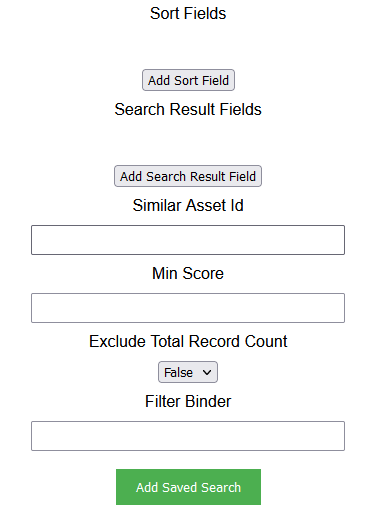 Sort Fields
Add Sort Field
Search Result Fields
Add Search Result Field
Similar Asset Id
Min Score
Exclude Total Record Count
False
Filter Binder
Add Saved Search